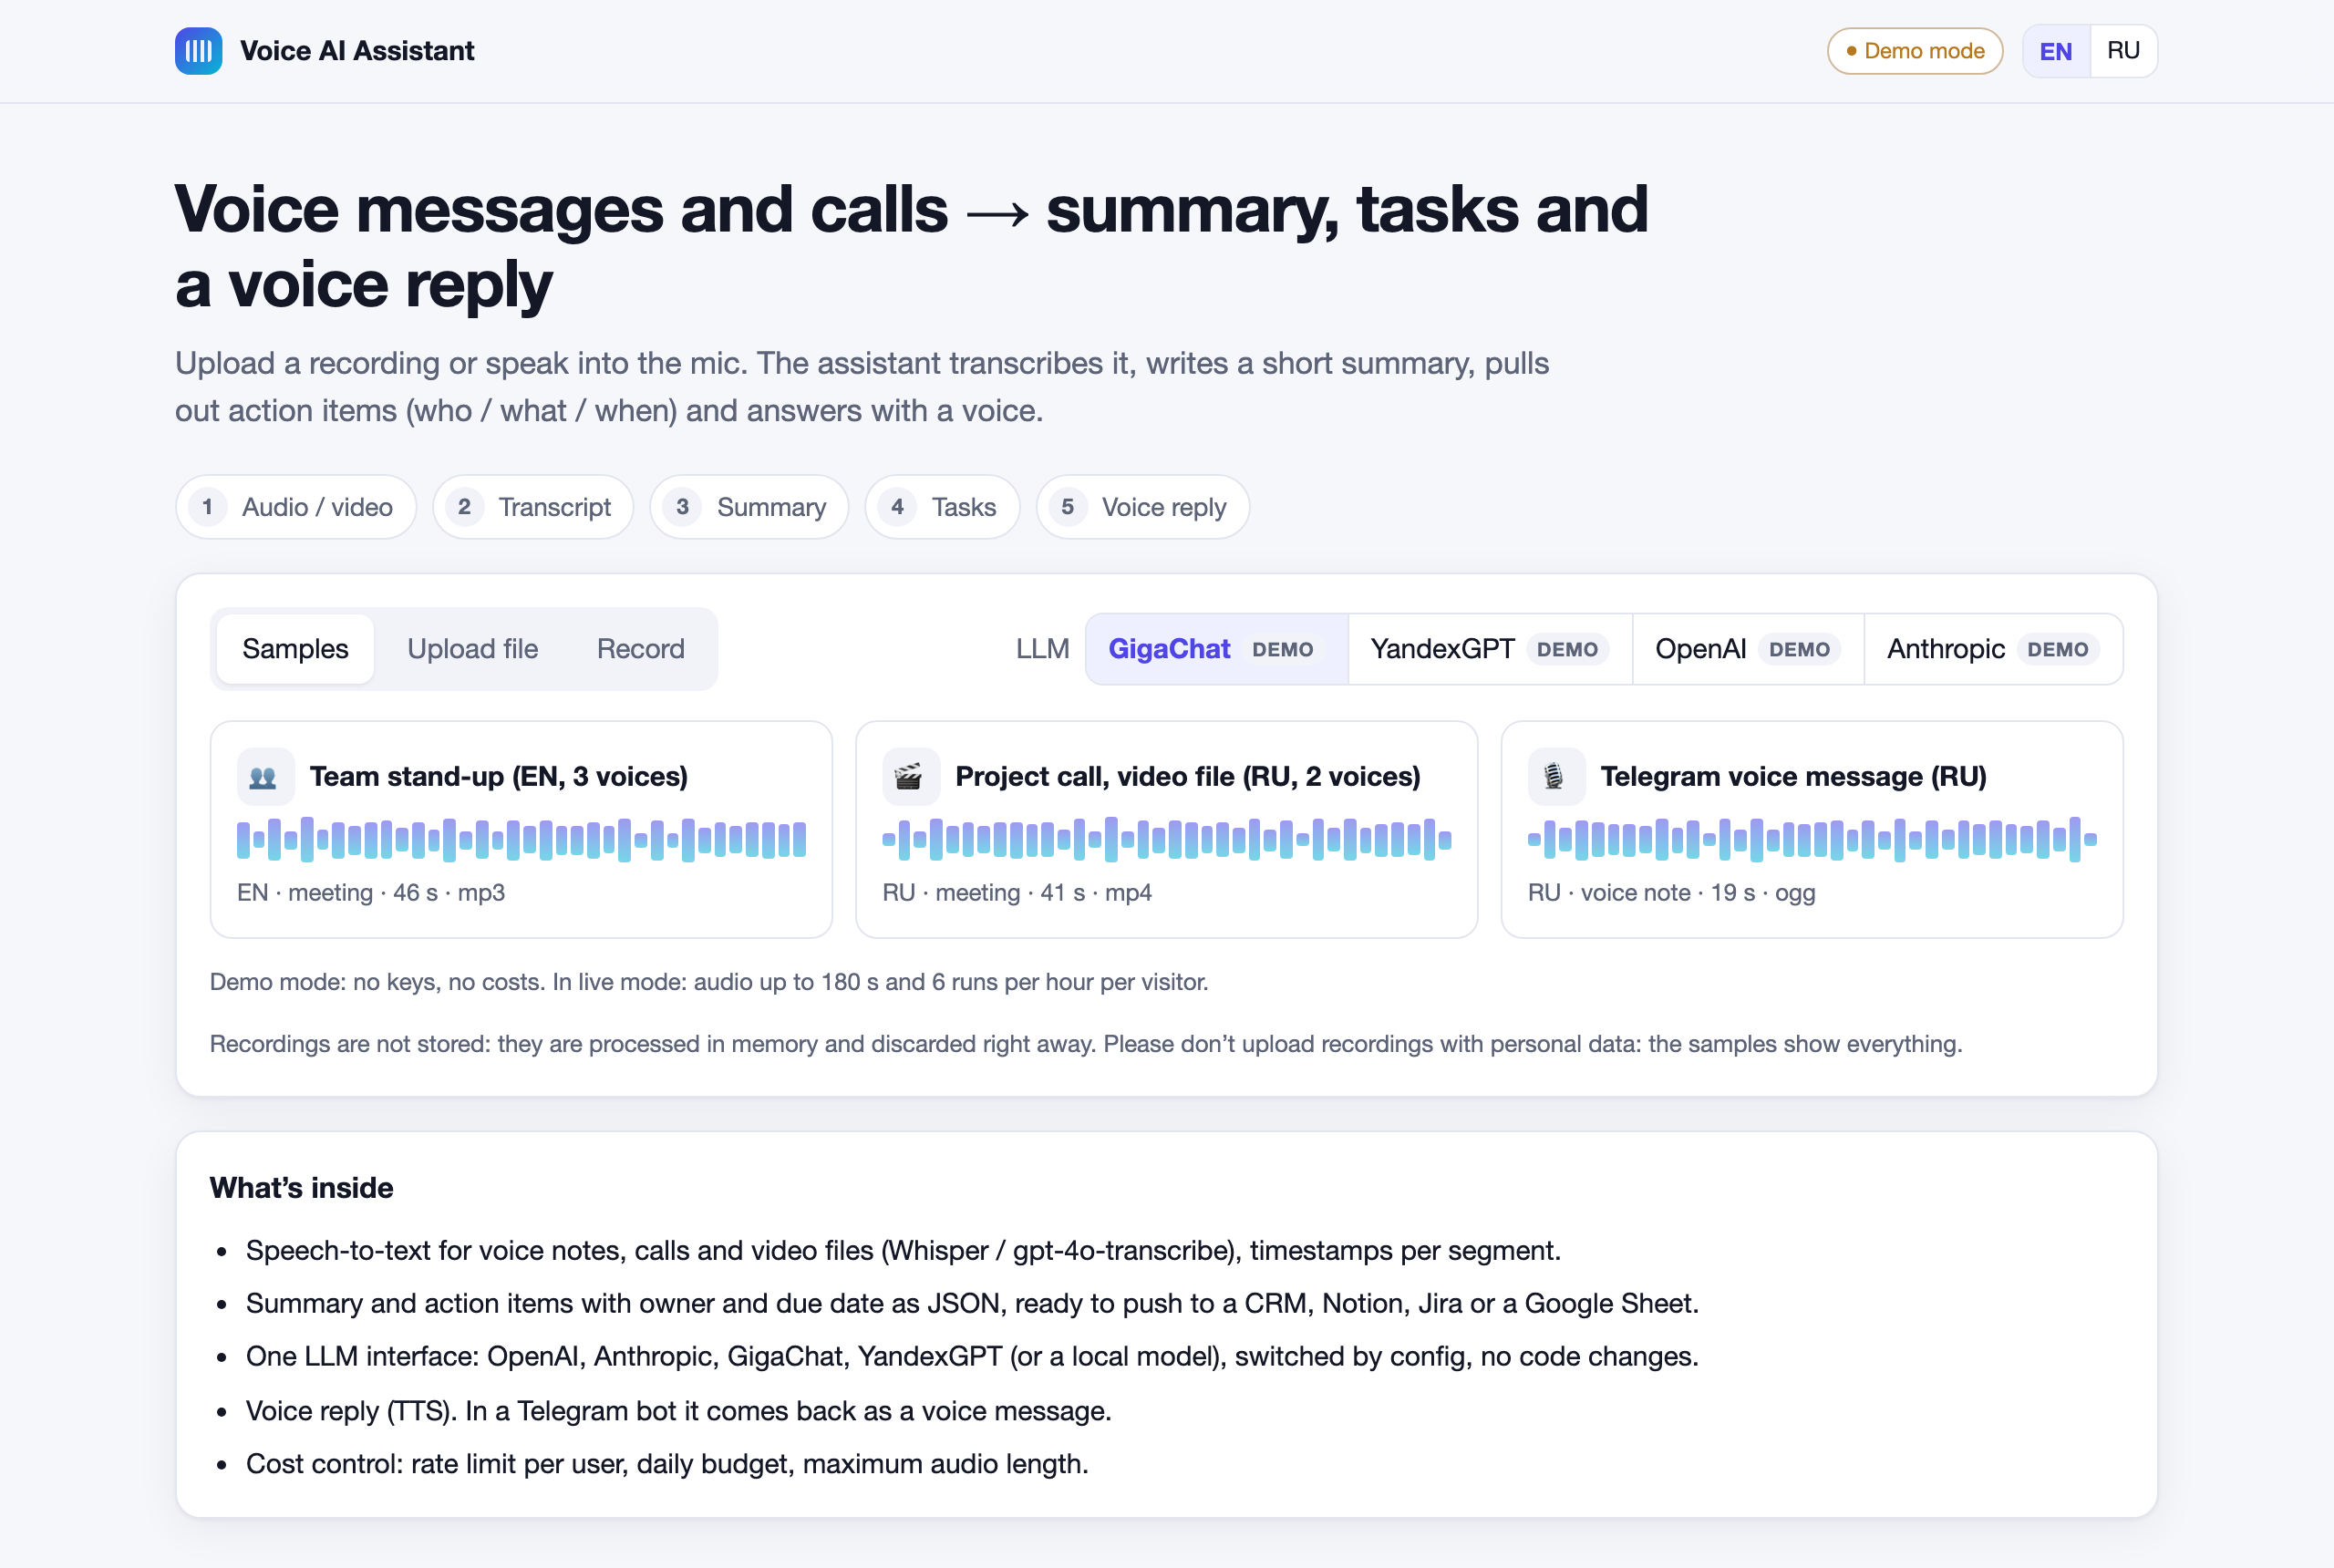 Voice AI Assistant
Demo mode
EN RU
Voice messages and calls → summary, tasks and
a voice reply
Upload a recording or speak into the mic. The assistant transcribes it, writes a short summary, pulls
out action items (who / what / when) and answers with a voice.
1 Audio / video 2 Transcript 3 Summary 4 Tasks 5 Voice reply
Samples Upload file Record LLM GigaChat DEMO YandexGPT DEMO OpenAI DEMO Anthropic DEMO
Team stand-up (EN, 3 voices)
EN · meeting · 46 s · mp3
Project call, video file (RU, 2 voices)
RU · meeting · 41 s · mp4
Telegram voice message (RU)
RU · voice note · 19 s · ogg
Demo mode: no keys, no costs. In live mode: audio up to 180 s and 6 runs per hour per visitor.
Recordings are not stored: they are processed in memory and discarded right away. Please don’t upload recordings with personal data: the samples show everything.
What’s inside
• Speech-to-text for voice notes, calls and video files (Whisper / gpt-4o-transcribe), timestamps per segment.
• Summary and action items with owner and due date as JSON, ready to push to a CRM, Notion, Jira or a Google Sheet.
• One LLM interface: OpenAI, Anthropic, GigaChat, YandexGPT (or a local model), switched by config, no code changes.
• Voice reply (TTS). In a Telegram bot it comes back as a voice message.
• Cost control: rate limit per user, daily budget, maximum audio length.